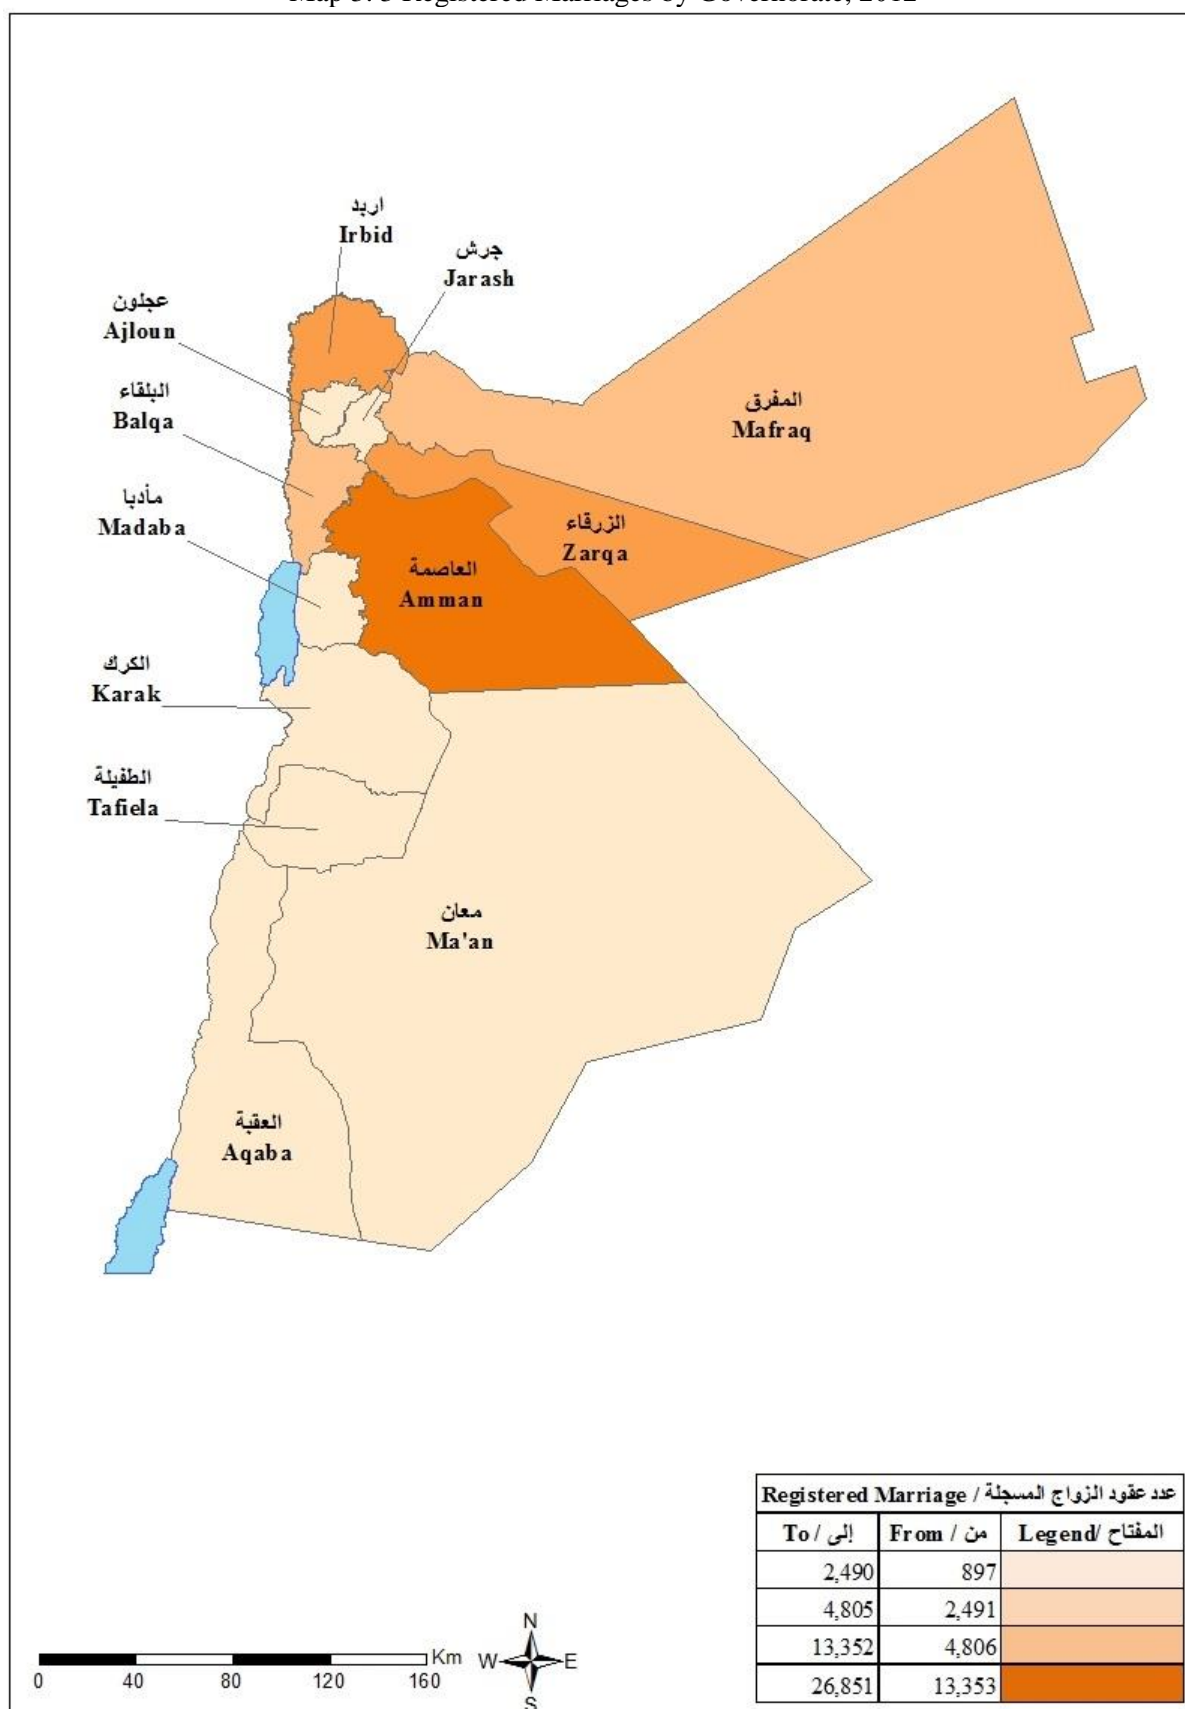 Map 3. 3 Registered Marriages by Governorate, 2012
اربد
Irbid
جرش
Jarash
عجلون
Ajloun
البلقاء
Balqa
المفرق
Mafraq
مأدبا
Madaba
الزرقاء
Zarqa
العاصمة
Amman
الكرك
Karak
الطفيلة
Tafiela
معان
Ma'an
العقبة
Aqaba
Registered Marriage / عدد عقود الزواج المسجلة
To / إلى From / من Legend/ المفتاح
2,490 897
4,805 2,491
13,352 4,806
26,851 13,353
N
W E
S
Km
0 40 80 120 160